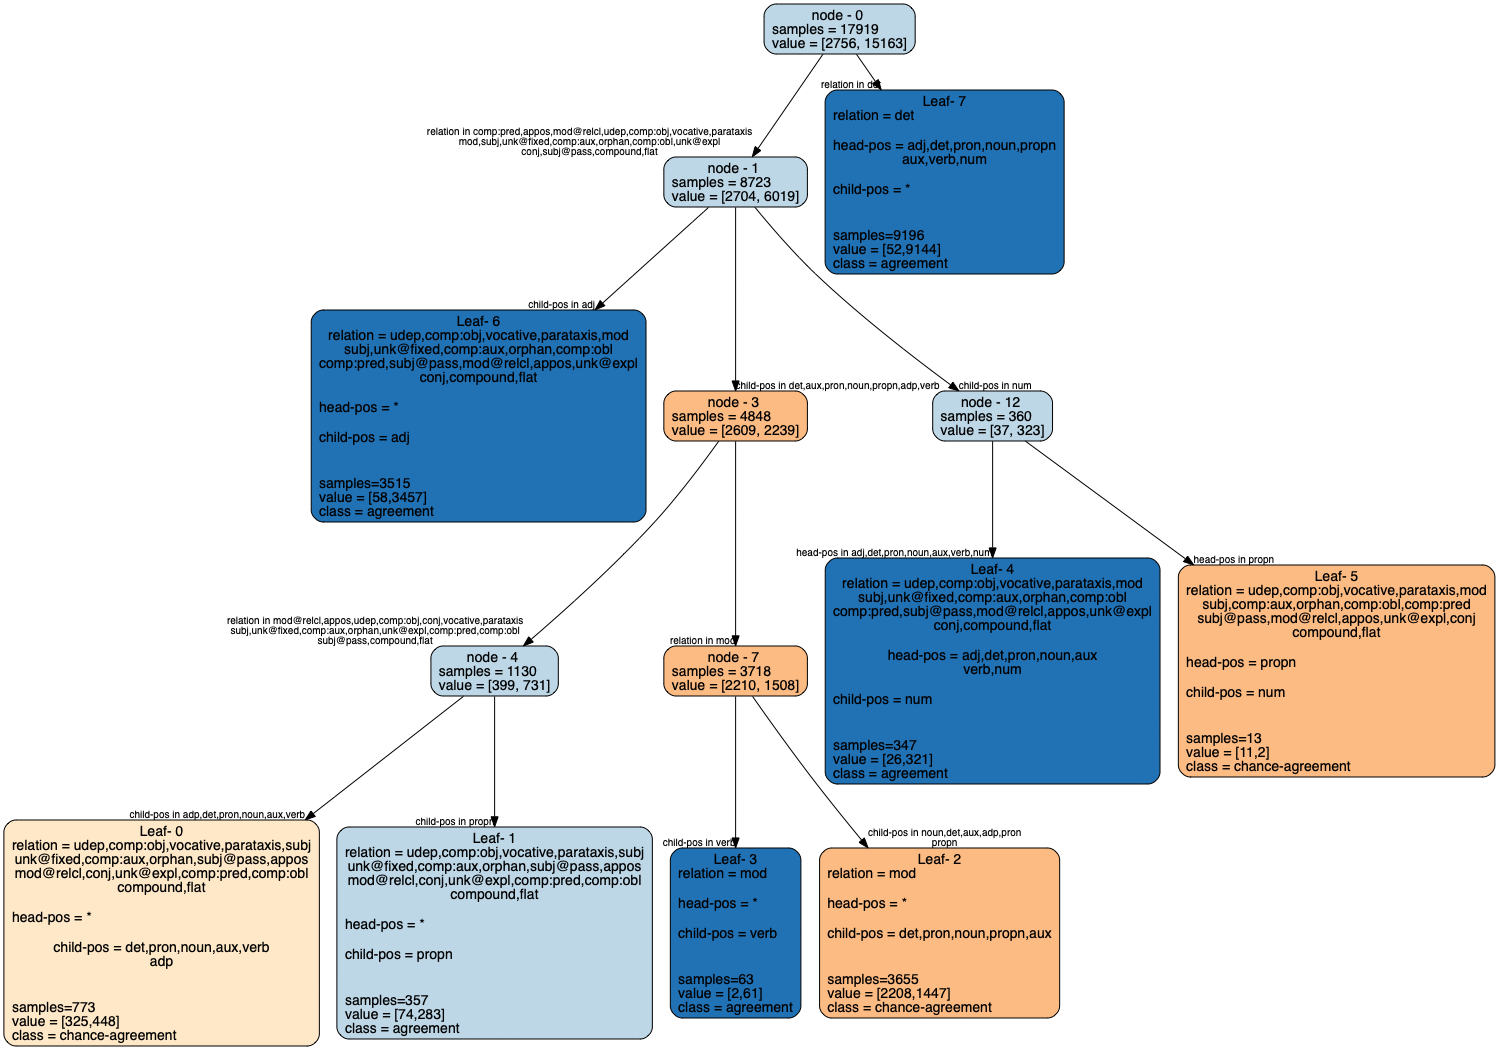 node - 0
samples = 17919
value = [2756, 15163]
relation in det
Leaf- 7
relation = det
head-pos = adj,det,pron,noun,propn
aux,verb,num
child-pos = *
samples=9196
value = [52,9144]
class = agreement
relation in comp:pred,appos,mod@relcl,udep,comp:obj,vocative,parataxis
mod,subj,unk@fixed,comp:aux,orphan,comp:obl,unk@expl
conj,subj@pass,compound,flat
node - 1
samples = 8723
value = [2704, 6019]
child-pos in adj
Leaf- 6
relation = udep,comp:obj,vocative,parataxis,mod
subj,unk@fixed,comp:aux,orphan,comp:obl
comp:pred,subj@pass,mod@relcl,appos,unk@expl
conj,compound,flat
head-pos = *
child-pos = adj
samples=3515
value = [58,3457]
class = agreement
child-pos in det,aux,pron,noun,propn,adp,verb
node - 3
samples = 4848
value = [2609, 2239]
child-pos in num
node - 12
samples = 360
value = [37, 323]
head-pos in adj,det,pron,noun,aux,verb,num
Leaf- 4
relation = udep,comp:obj,vocative,parataxis,mod
subj,unk@fixed,comp:aux,orphan,comp:obl
comp:pred,subj@pass,mod@relcl,appos,unk@expl
conj,compound,flat
head-pos = adj,det,pron,noun,aux
verb,num
child-pos = num
samples=347
value = [26,321]
class = agreement
head-pos in propn
Leaf- 5
relation = udep,comp:obj,vocative,parataxis,mod
subj,comp:aux,orphan,comp:obl,comp:pred
subj@pass,mod@relcl,appos,unk@expl,conj
compound,flat
head-pos = propn
child-pos = num
samples=13
value = [11,2]
class = chance-agreement
relation in mod@relcl,appos,udep,comp:obj,conj,vocative,parataxis
subj,unk@fixed,comp:aux,orphan,unk@expl,comp:pred,comp:obl
subj@pass,compound,flat
node - 4
samples = 1130
value = [399, 731]
relation in mod
node - 7
samples = 3718
value = [2210, 1508]
child-pos in adp,det,pron,noun,aux,verb
Leaf- 0
relation = udep,comp:obj,vocative,parataxis,subj
unk@fixed,comp:aux,orphan,subj@pass,appos
mod@relcl,conj,unk@expl,comp:pred,comp:obl
compound,flat
head-pos = *
child-pos = det,pron,noun,aux,verb
adp
samples=773
value = [325,448]
class = chance-agreement
child-pos in propn
Leaf- 1
relation = udep,comp:obj,vocative,parataxis,subj
unk@fixed,comp:aux,orphan,subj@pass,appos
mod@relcl,conj,unk@expl,comp:pred,comp:obl
compound,flat
head-pos = *
child-pos = propn
samples=357
value = [74,283]
class = agreement
child-pos in verb
Leaf- 3
relation = mod
head-pos = *
child-pos = verb
samples=63
value = [2,61]
class = agreement
child-pos in noun,det,aux,adp,pron
propn
Leaf- 2
relation = mod
head-pos = *
child-pos = det,pron,noun,propn,aux
samples=3655
value = [2208,1447]
class = chance-agreement